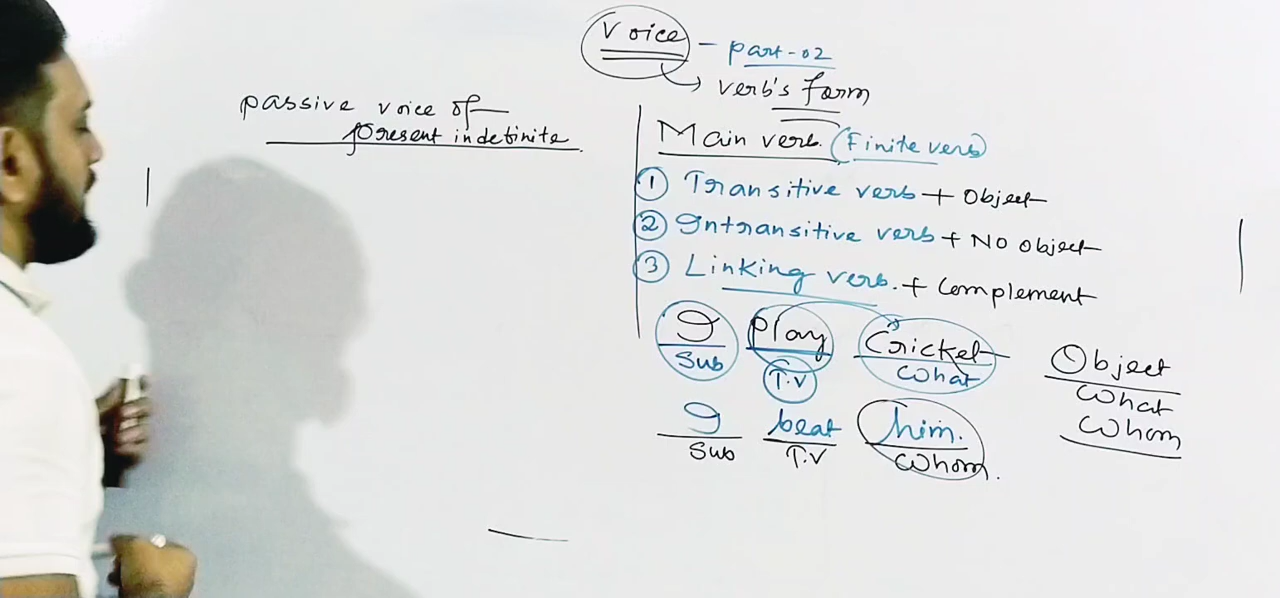 Voice - part-02
verb's form
passive voice of
present indefinite
Main verb. (Finite verb)
① Transitive verb + Object
② Intransitive verb + No object
③ Linking verb. + Complement
I play Cricket
Sub T.V What
I beat him.
Sub T.V Whom.
Object
What
Whom